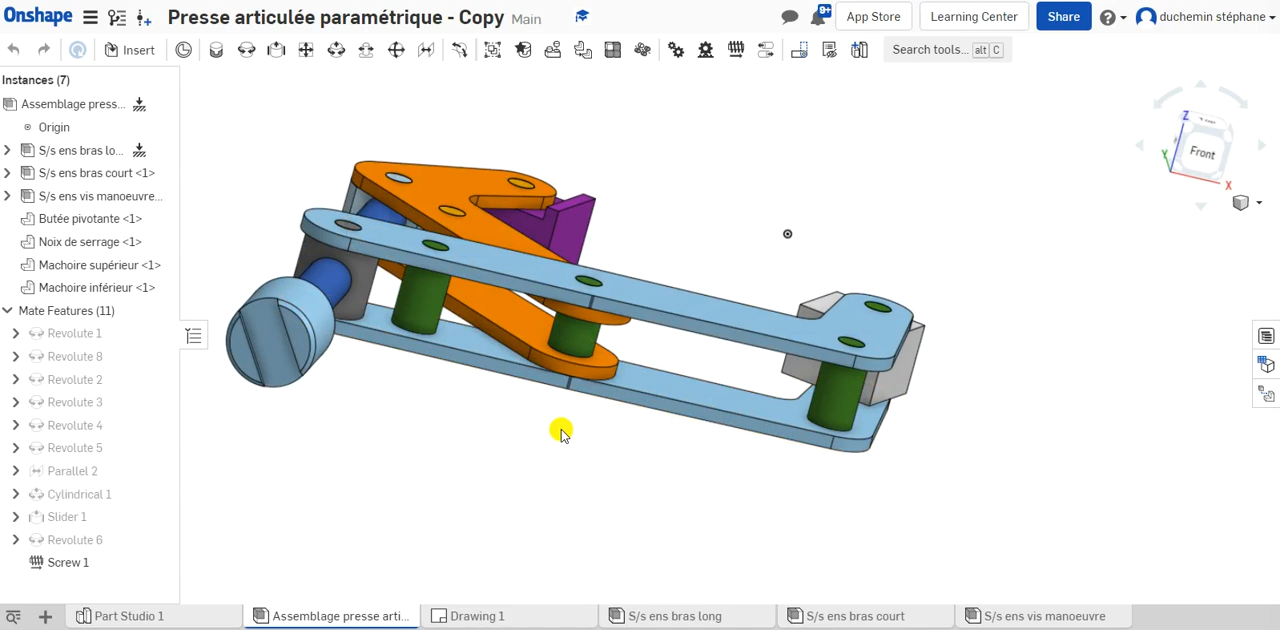 Onshape
Presse articulée paramétrique - Copy Main
9+
App Store
Learning Center
Share
duchemin stéphane
Insert
Search tools... alt C
Instances (7)
Assemblage press...
Origin
S/s ens bras lo...
S/s ens bras court <1>
S/s ens vis manoeuvre...
Butée pivotante <1>
Noix de serrage <1>
Machoire supérieur <1>
Machoire inférieur <1>
Mate Features (11)
Revolute 1
Revolute 8
Revolute 2
Revolute 3
Revolute 4
Revolute 5
Parallel 2
Cylindrical 1
Slider 1
Revolute 6
Screw 1
Z
Front
Y
X
Part Studio 1
Assemblage presse arti...
Drawing 1
S/s ens bras long
S/s ens bras court
S/s ens vis manoeuvre